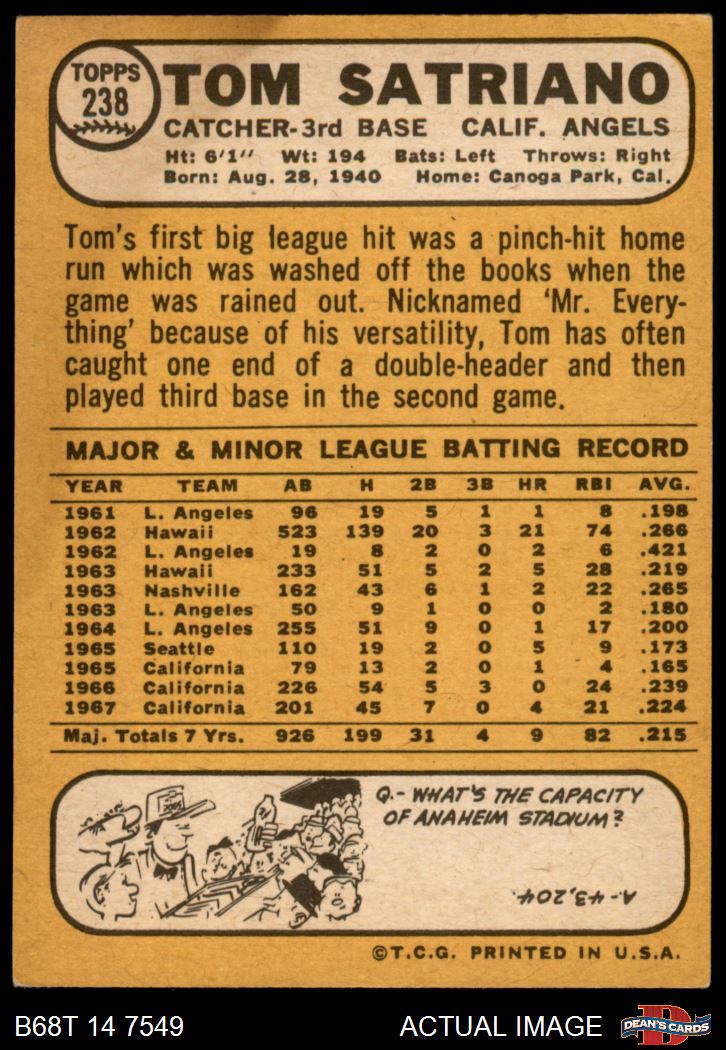 TOPPS
238
TOM SATRIANO
CATCHER-3rd BASE CALIF. ANGELS
Ht: 6'1" Wt: 194 Bats: Left Throws: Right
Born: Aug. 28, 1940 Home: Canoga Park, Cal.
Tom's first big league hit was a pinch-hit home
run which was washed off the books when the
game was rained out. Nicknamed 'Mr. Every-
thing' because of his versatility, Tom has often
caught one end of a double-header and then
played third base in the second game.
MAJOR & MINOR LEAGUE BATTING RECORD
YEAR TEAM AB H 2B 3B HR RBI AVG.
1961 L. Angeles 96 19 5 1 1 8 .198
1962 Hawaii 523 139 20 3 21 74 .266
1962 L. Angeles 19 8 2 0 2 6 .421
1963 Hawaii 233 51 5 2 5 28 .219
1963 Nashville 162 43 6 1 2 22 .265
1963 L. Angeles 50 9 1 0 0 2 .180
1964 L. Angeles 255 51 9 0 1 17 .200
1965 Seattle 110 19 2 0 5 9 .173
1965 California 79 13 2 0 1 4 .165
1966 California 226 54 5 3 0 24 .239
1967 California 201 45 7 0 4 21 .224
Maj. Totals 7 Yrs. 926 199 31 4 9 82 .215
Q.- WHAT'S THE CAPACITY
OF ANAHEIM STADIUM?
A-43,204.
©T.C.G. PRINTED IN U.S.A.
B68T 14 7549 ACTUAL IMAGE
D
DEAN'S CARDS